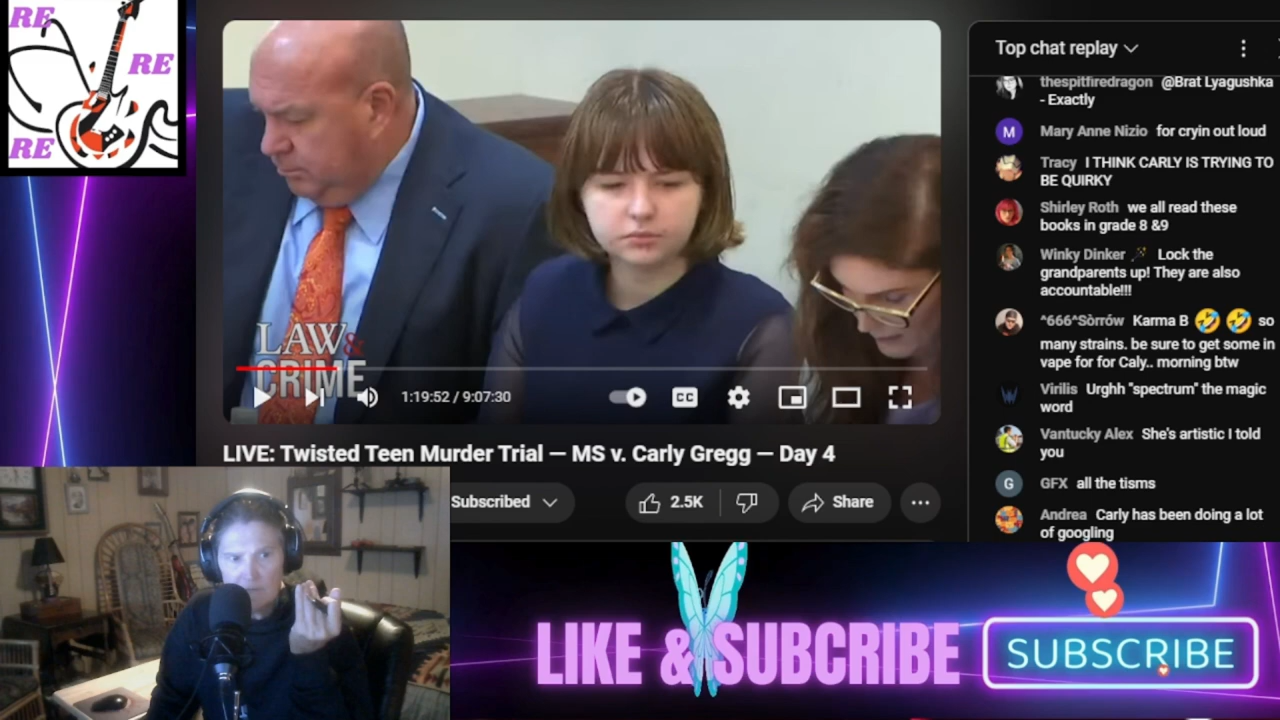 RE
RE
RE
LAW&
CRIME
1:19:52 / 9:07:30
CC
LIVE: Twisted Teen Murder Trial — MS v. Carly Gregg — Day 4
Subscribed
2.5K
Share
Top chat replay
thespitfiredragon @Brat Lyagushka
- Exactly
M
Mary Anne Nizio for cryin out loud
Tracy I THINK CARLY IS TRYING TO
BE QUIRKY
Shirley Roth we all read these
books in grade 8 &9
Winky Dinker 🪄 Lock the
grandparents up! They are also
accountable!!!
^666^Sòrrów Karma B 🤣 🤣 so
many strains. be sure to get some in
vape for for Caly.. morning btw
Virilis Urghh "spectrum" the magic
word
Vantucky Alex She's artistic I told
you
G
GFX all the tisms
Andrea Carly has been doing a lot
of googling
LIKE & SUBCRIBE
SUBSCRIBE